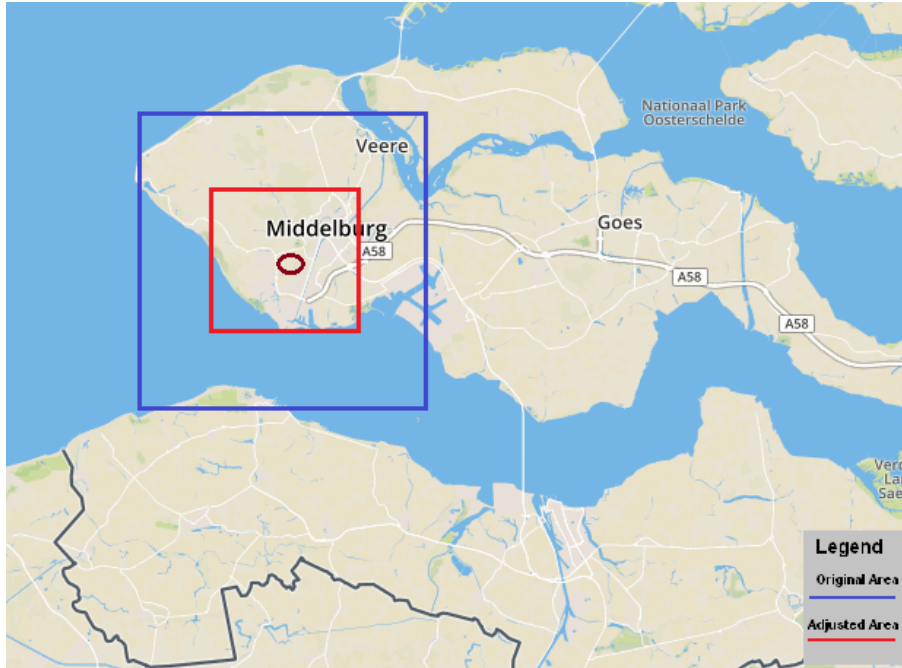 Nationaal Park
Oosterschelde
Veere
Middelburg
Goes
A58
A58
A58
Legend
Original Area
Adjusted Area